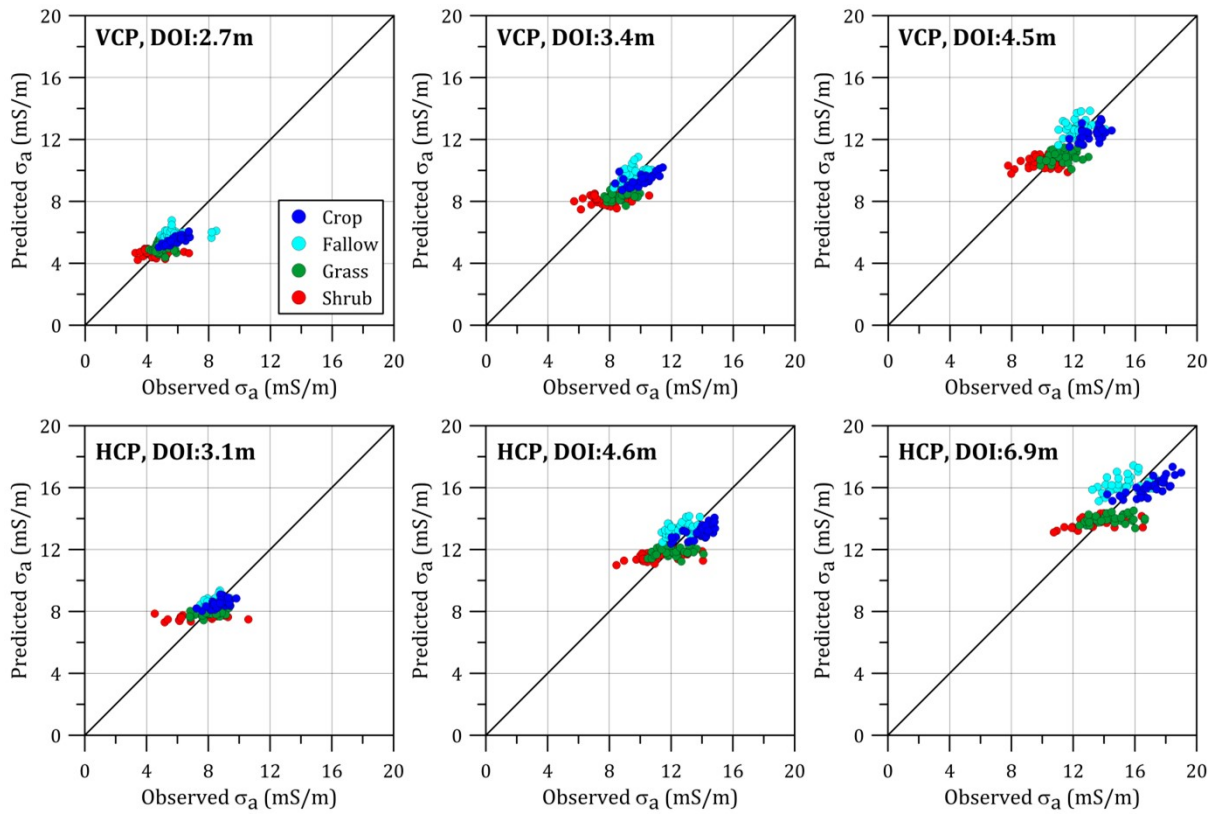 VCP, DOI:2.7m
Predicted σa (mS/m)
20
16
12
8
4
0
Crop
Fallow
Grass
Shrub
0 4 8 12 16 20
Observed σa (mS/m)
VCP, DOI:3.4m
Predicted σa (mS/m)
20
16
12
8
4
0
0 4 8 12 16 20
Observed σa (mS/m)
VCP, DOI:4.5m
Predicted σa (mS/m)
20
16
12
8
4
0
0 4 8 12 16 20
Observed σa (mS/m)
HCP, DOI:3.1m
Predicted σa (mS/m)
20
16
12
8
4
0
0 4 8 12 16 20
Observed σa (mS/m)
HCP, DOI:4.6m
Predicted σa (mS/m)
20
16
12
8
4
0
0 4 8 12 16 20
Observed σa (mS/m)
HCP, DOI:6.9m
Predicted σa (mS/m)
20
16
12
8
4
0
0 4 8 12 16 20
Observed σa (mS/m)